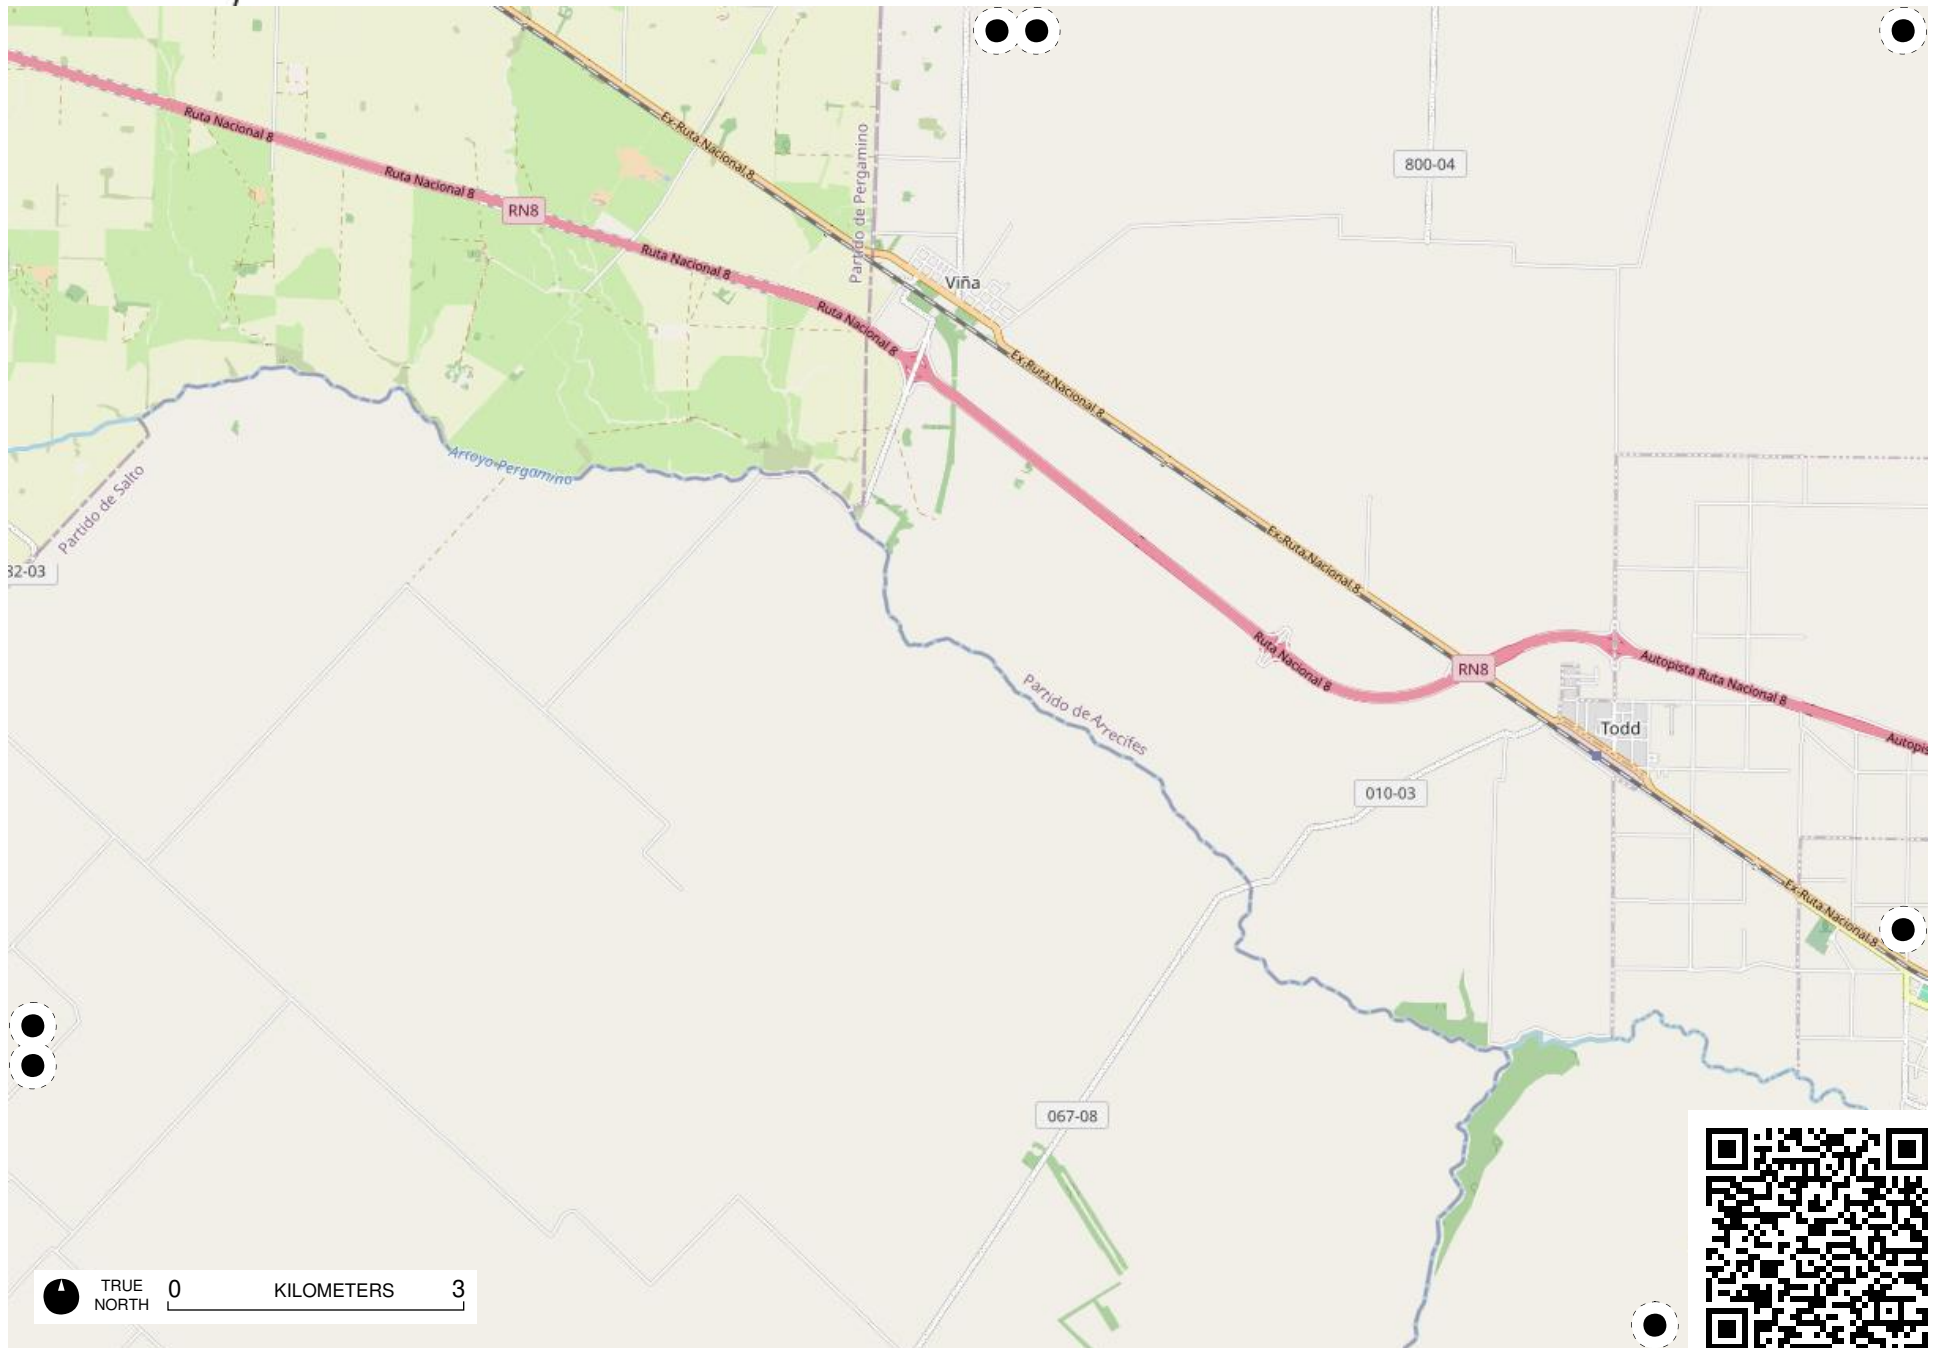 Ex-Ruta Nacional 8
Ruta Nacional 8
Ruta Nacional 8
RN8
Ruta Nacional 8
Ruta Nacional 8
Partido de Pergamino
800-04
Viña
Ex-Ruta Nacional 8
Arroyo Pergamino
Partido de Salto
32-03
Ex-Ruta Nacional 8
Ruta Nacional 8
RN8
Autopista Ruta Nacional 8
Autopis
Partido de Arrecifes
Todd
010-03
Ex-Ruta Nacional 8
067-08
TRUE
NORTH
0 KILOMETERS 3